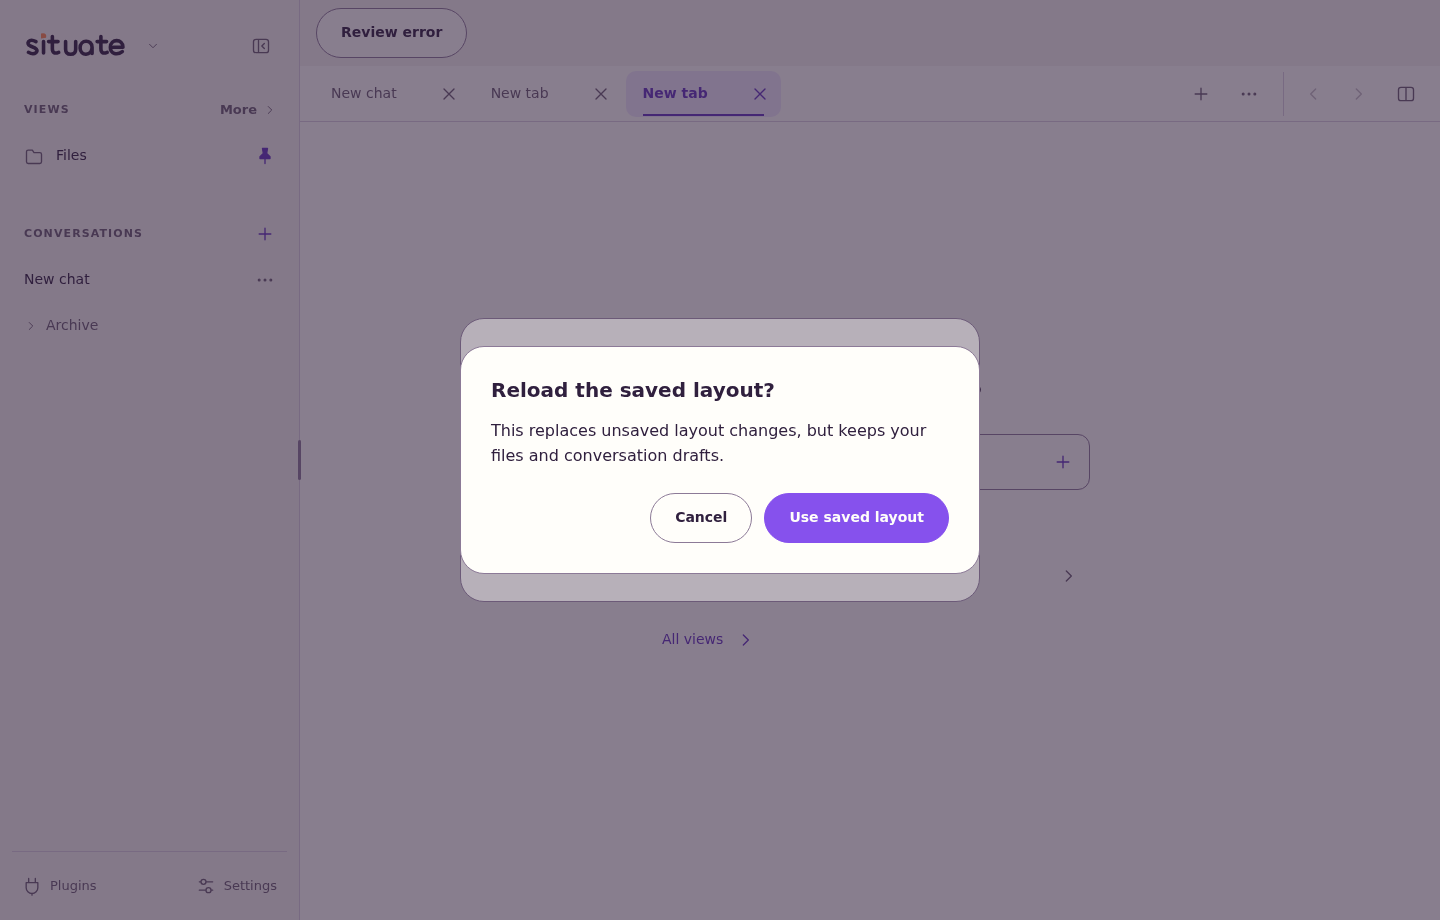 situate
Review error
VIEWS
More
Files
CONVERSATIONS
New chat
Archive
Plugins
Settings
New chat
New tab
New tab
Reload the saved layout?
This replaces unsaved layout changes, but keeps your
files and conversation drafts.
Cancel
Use saved layout
All views